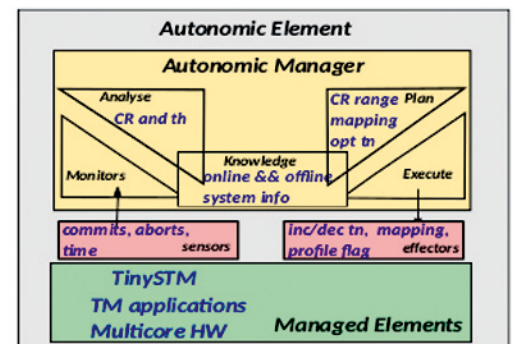 Autonomic Element
Autonomic Manager
Analyse
CR and th
CR range Plan
mapping
opt tn
Monitors
Knowledge
online && offline
system info
Execute
commits, aborts,
time sensors
inc/dec tn, mapping,
profile flag effectors
TinySTM
TM applications
Multicore HW
Managed Elements